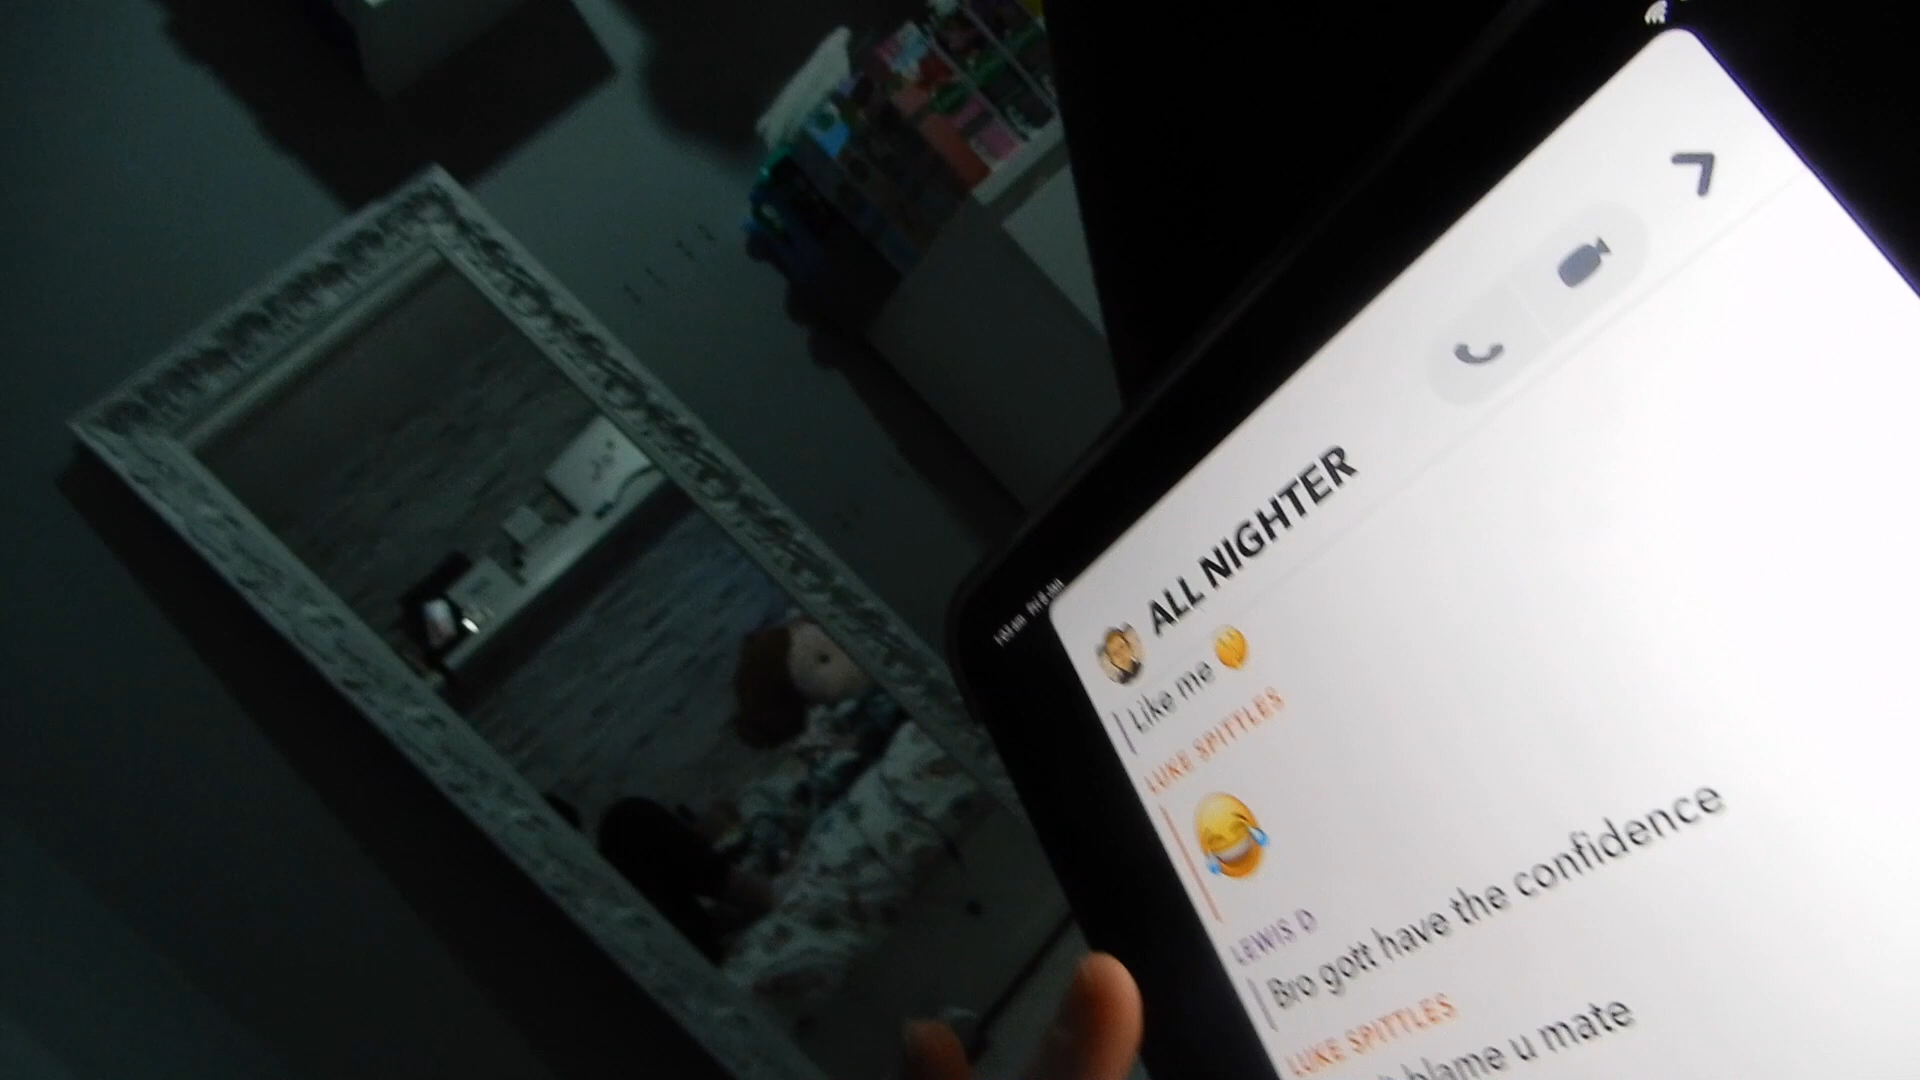 ALL NIGHTER
Like me
LUKE SPITTLES
LEWIS D
Bro gott have the confidence
LUKE SPITTLES
blame u mate